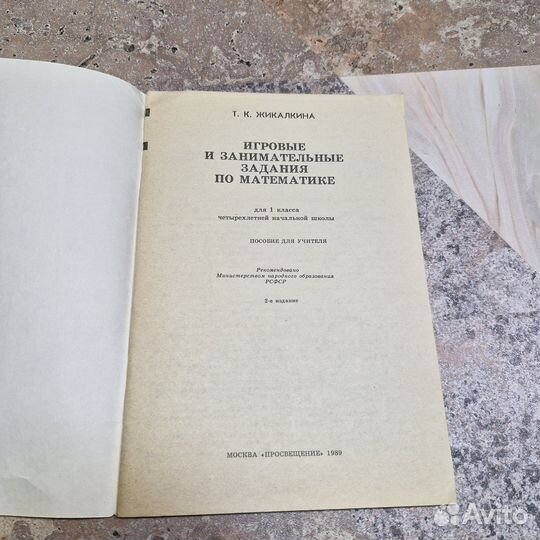 Т. К. ЖИКАЛКИНА
ИГРОВЫЕ
И ЗАНИМАТЕЛЬНЫЕ
ЗАДАНИЯ
ПО МАТЕМАТИКЕ
для 1 класса
четырехлетней начальной школы
ПОСОБИЕ ДЛЯ УЧИТЕЛЯ
Рекомендовано
Министерством народного образования
РСФСР
2-е издание
МОСКВА «ПРОСВЕЩЕНИЕ» 1989
Avito